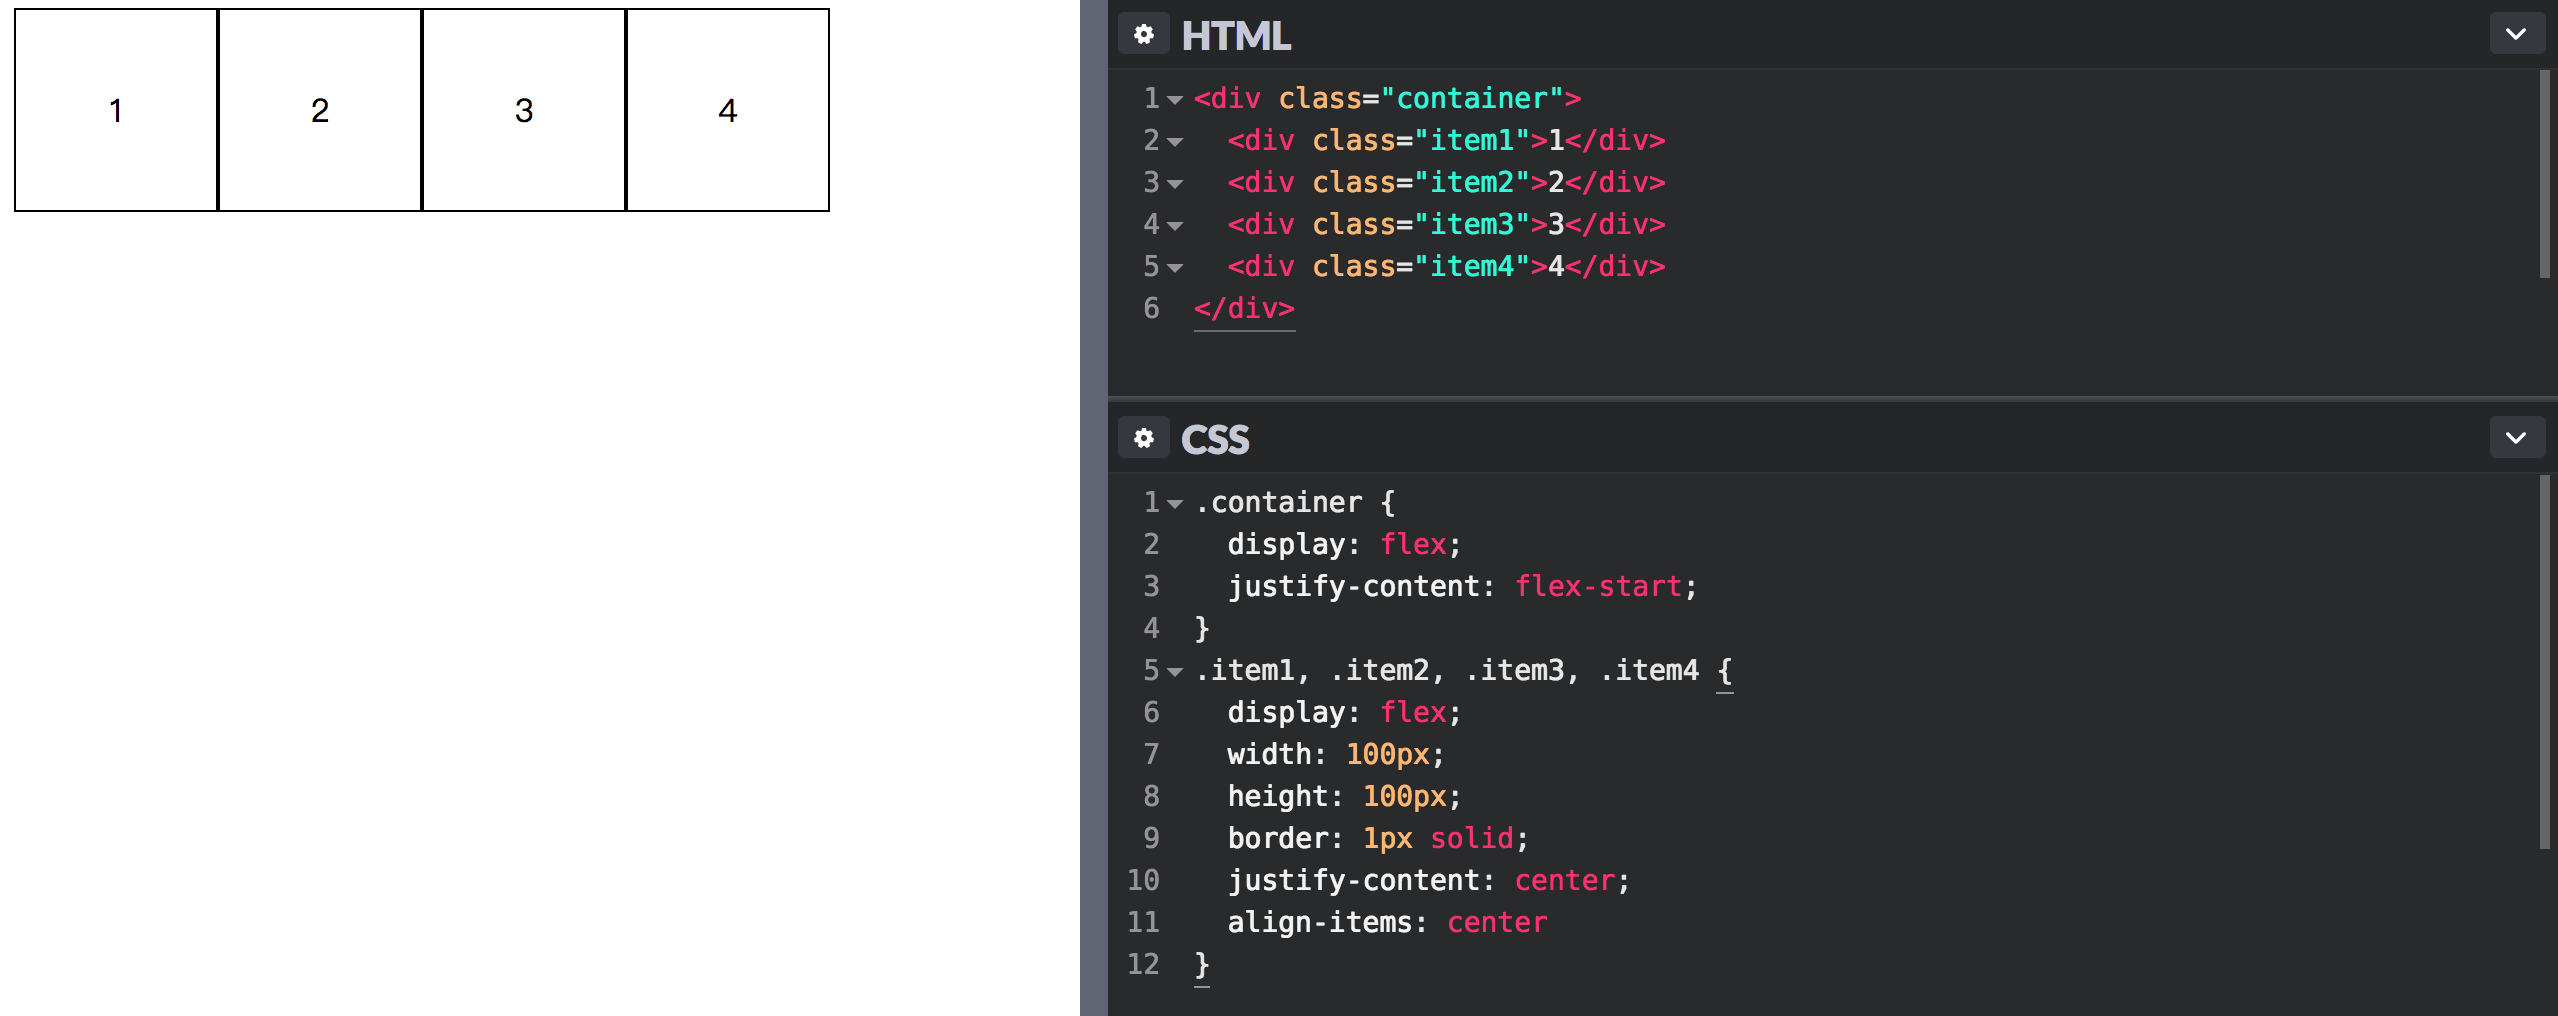 1 2 3 4
HTML
1 <div class="container">
2 <div class="item1">1</div>
3 <div class="item2">2</div>
4 <div class="item3">3</div>
5 <div class="item4">4</div>
6 </div>
CSS
1 .container {
2 display: flex;
3 justify-content: flex-start;
4 }
5 .item1, .item2, .item3, .item4 {
6 display: flex;
7 width: 100px;
8 height: 100px;
9 border: 1px solid;
10 justify-content: center;
11 align-items: center
12 }